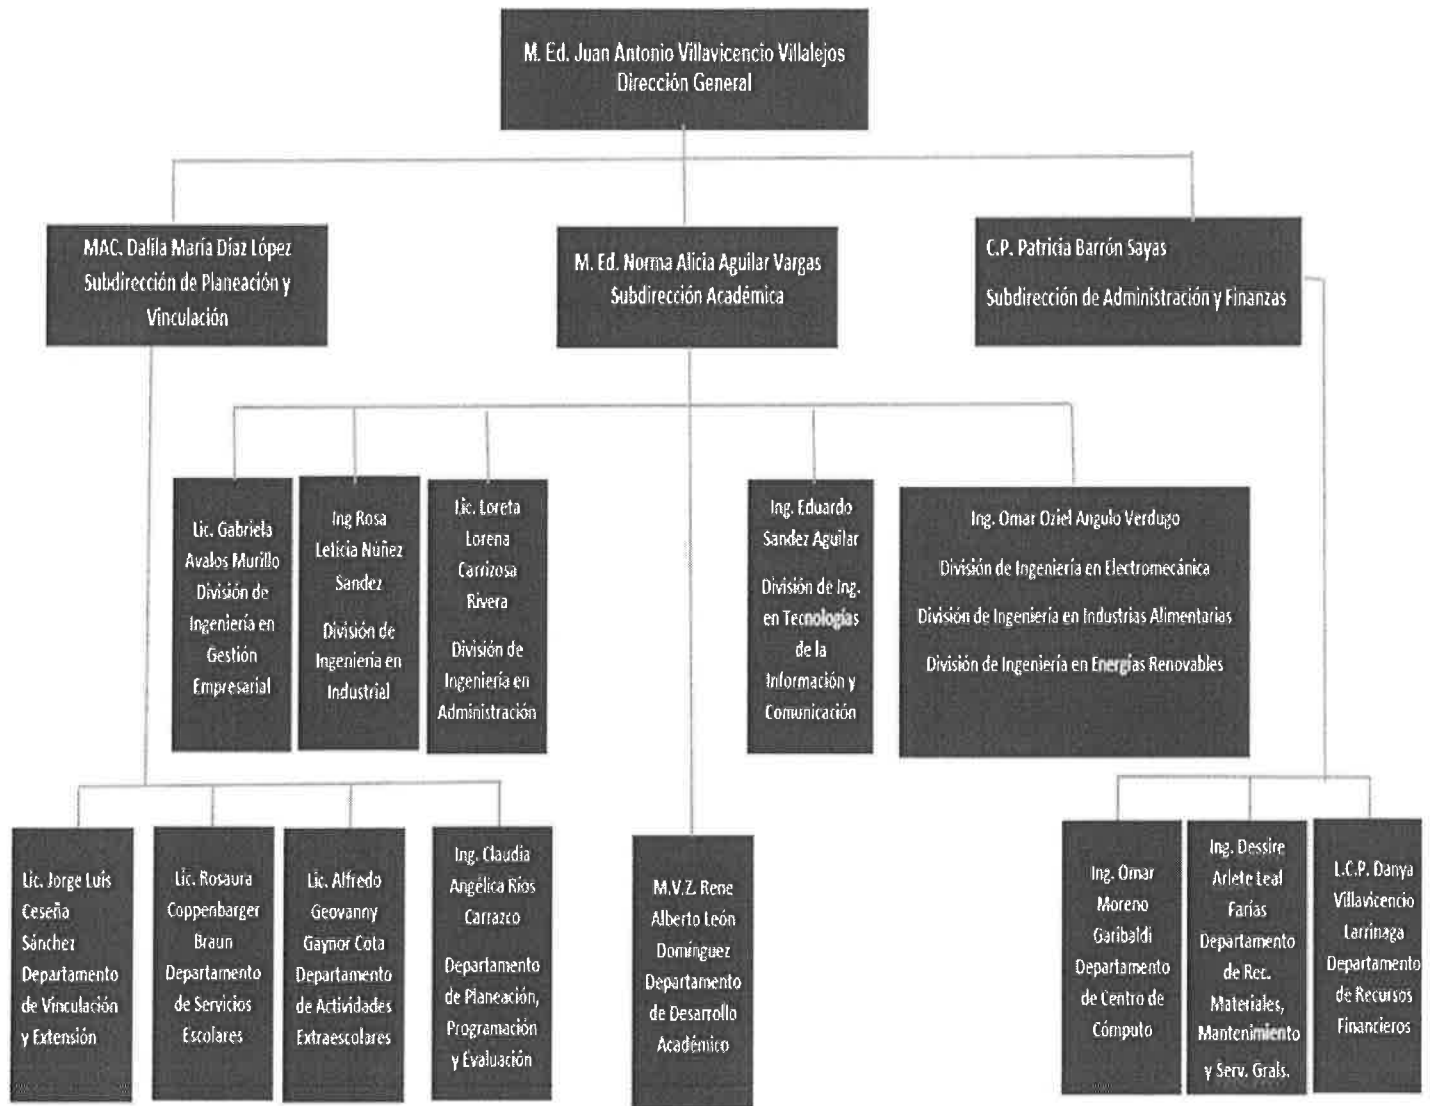 M. Ed. Juan Antonio Villavicencio Villalejos
Dirección General
MAC. Dalila María Díaz López
Subdirección de Planeación y
Vinculación
M. Ed. Norma Alicia Aguilar Vargas
Subdirección Académica
C.P. Patricia Barrón Sayas
Subdirección de Administración y Finanzas
Lic. Gabriela
Avalos Murillo
División de
Ingeniería en
Gestión
Empresarial
Ing Rosa
Leticia Núñez
Sandez
División de
Ingeniería en
Industrial
Lic. Loreta
Lorena
Carrizosa
Rivera
División de
Ingeniería en
Administración
Ing. Eduardo
Sandez Aguilar
División de Ing.
en Tecnologías
de la
Información y
Comunicación
Ing. Omar Oziel Angulo Verdugo
División de Ingeniería en Electromecánica
División de Ingeniería en Industrias Alimentarias
División de Ingeniería en Energías Renovables
Lic. Jorge Luis
Ceseña
Sánchez
Departamento
de Vinculación
y Extensión
Lic. Rosaura
Coppenbarger
Braun
Departamento
de Servicios
Escolares
Lic. Alfredo
Geovanny
Gaynor Cota
Departamento
de Actividades
Extraescolares
Ing. Claudia
Angélica Ríos
Carrazco
Departamento
de Planeación,
Programación
y Evaluación
M.V.Z. Rene
Alberto León
Domínguez
Departamento
de Desarrollo
Académico
Ing. Omar
Moreno
Garibaldi
Departamento
de Centro de
Cómputo
Ing. Dessire
Arlete Leal
Farías
Departamento
de Rec.
Materiales,
Mantenimiento
y Serv. Grals.
L.C.P. Danya
Villavicencio
Larrinaga
Departamento
de Recursos
Financieros